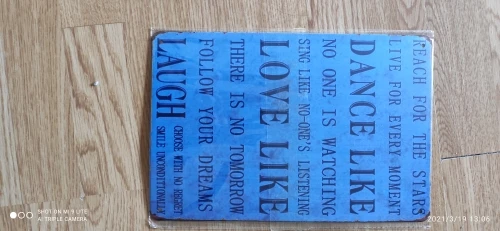 REACH FOR THE STARS
LIVE FOR EVERY MOMENT
DANCE LIKE
NO ONE IS WATCHING
SING LIKE NO-ONE'S LISTENING
LOVE LIKE
THERE IS NO TOMORROW
FOLLOW YOUR DREAMS
LAUGH
CHOOSE WITH NO REGRET
SMILE UNCONDITIONALLY
SHOT ON MI 9 LITE
AI TRIPLE CAMERA
2021/3/19 13:06